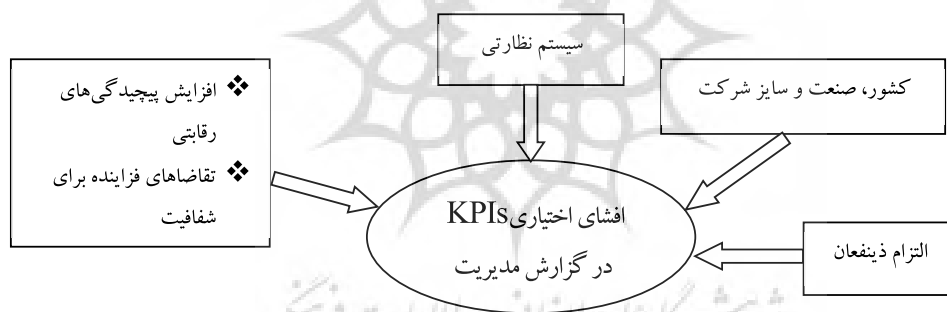 سیستم نظارتی
کشور، صنعت و سایز شرکت
❖ افزایش پیچیدگی‌های
رقابتی
❖ تقاضاهای فزاینده برای
شفافیت
افشای اختیاری KPIs
در گزارش مدیریت
التزام ذینفعان